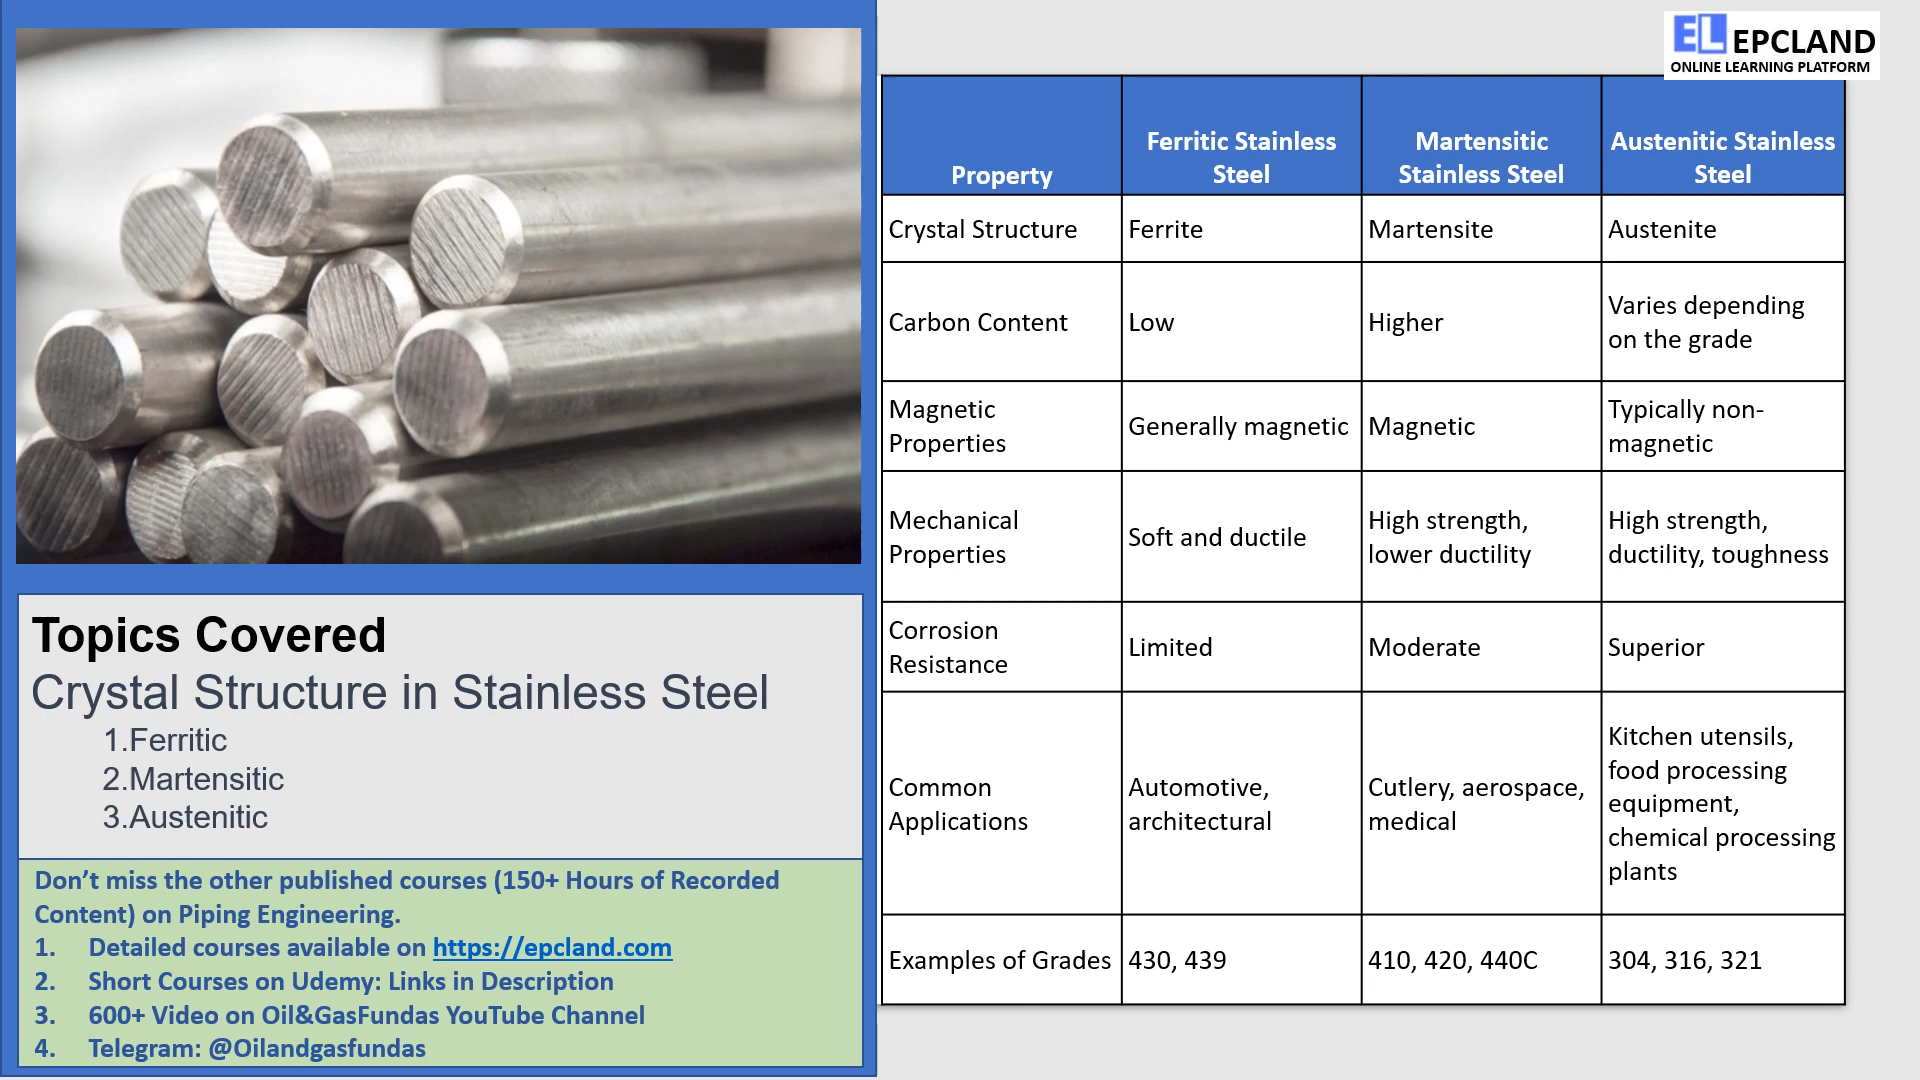 EL EPCLAND
ONLINE LEARNING PLATFORM
Property
Ferritic Stainless
Steel
Martensitic
Stainless Steel
Austenitic Stainless
Steel
Crystal Structure
Ferrite
Martensite
Austenite
Carbon Content
Low
Higher
Varies depending
on the grade
Magnetic
Properties
Generally magnetic
Magnetic
Typically non-
magnetic
Mechanical
Properties
Soft and ductile
High strength,
lower ductility
High strength,
ductility, toughness
Corrosion
Resistance
Limited
Moderate
Superior
Common
Applications
Automotive,
architectural
Cutlery, aerospace,
medical
Kitchen utensils,
food processing
equipment,
chemical processing
plants
Examples of Grades
430, 439
410, 420, 440C
304, 316, 321
Topics Covered
Crystal Structure in Stainless Steel
1.Ferritic
2.Martensitic
3.Austenitic
Don’t miss the other published courses (150+ Hours of Recorded
Content) on Piping Engineering.
1. Detailed courses available on https://epcland.com
2. Short Courses on Udemy: Links in Description
3. 600+ Video on Oil&GasFundas YouTube Channel
4. Telegram: @Oilandgasfundas